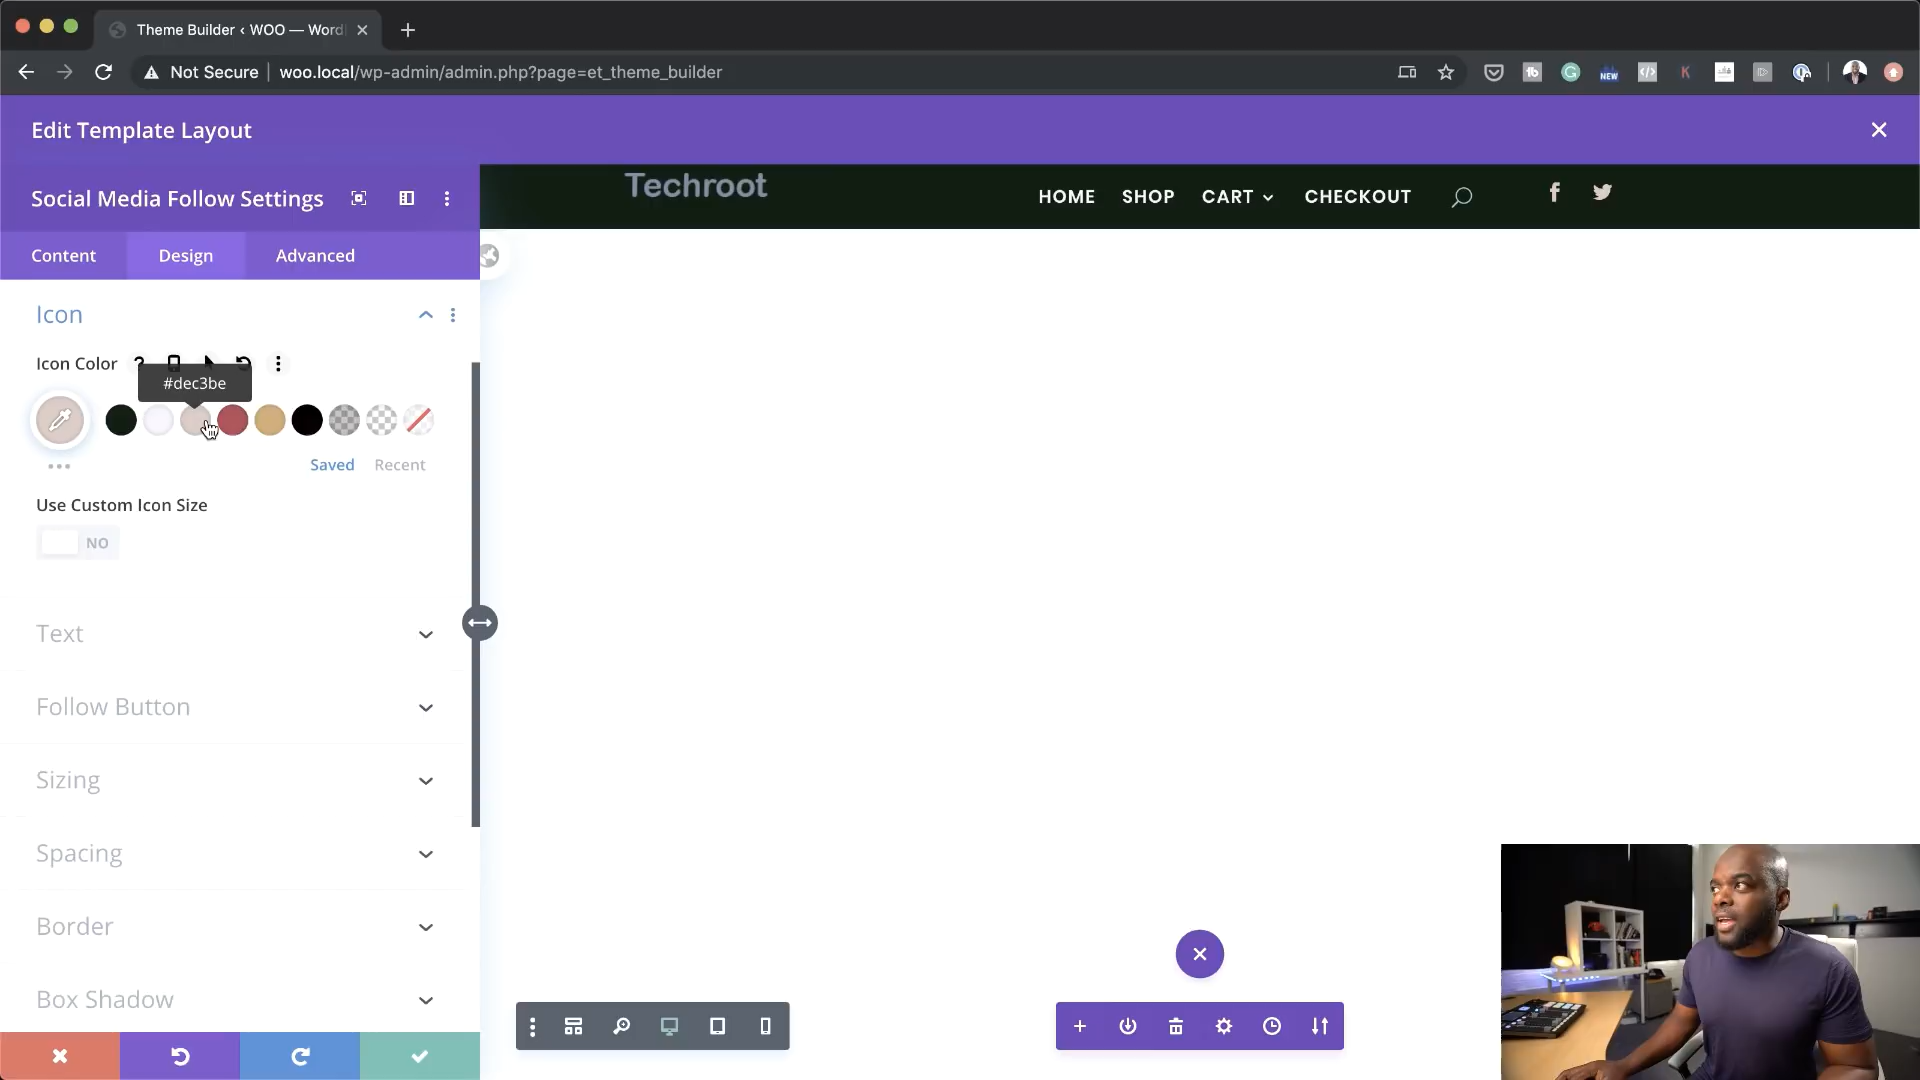 Theme Builder ‹ WOO — Word
Not Secure
woo.local/wp-admin/admin.php?page=et_theme_builder
NEW
Edit Template Layout
Social Media Follow Settings
Techroot
HOME
SHOP
CART
CHECKOUT
Content
Design
Advanced
Icon
Icon Color
#dec3be
Saved
Recent
Use Custom Icon Size
NO
Text
Follow Button
Sizing
Spacing
Border
Box Shadow